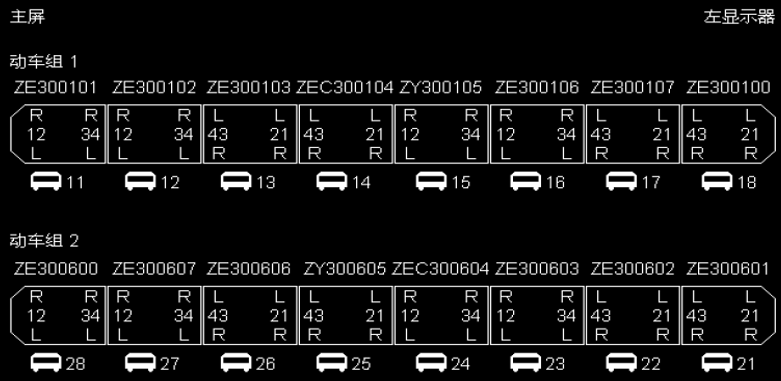 主屏 左显示器
动车组 1
ZE300101 ZE300102 ZE300103 ZEC300104 ZY300105 ZE300106 ZE300107 ZE300100
R R R R L L L L R R R R L L L L
12 34 12 34 43 21 43 21 12 34 12 34 43 21 43 21
L L L L R R R R L L L L R R R R
11 12 13 14 15 16 17 18
动车组 2
ZE300600 ZE300607 ZE300606 ZY300605 ZEC300604 ZE300603 ZE300602 ZE300601
R R R R L L L L R R R R L L L L
12 34 12 34 43 21 43 21 12 34 12 34 43 21 43 21
L L L L R R R R L L L L R R R R
28 27 26 25 24 23 22 21